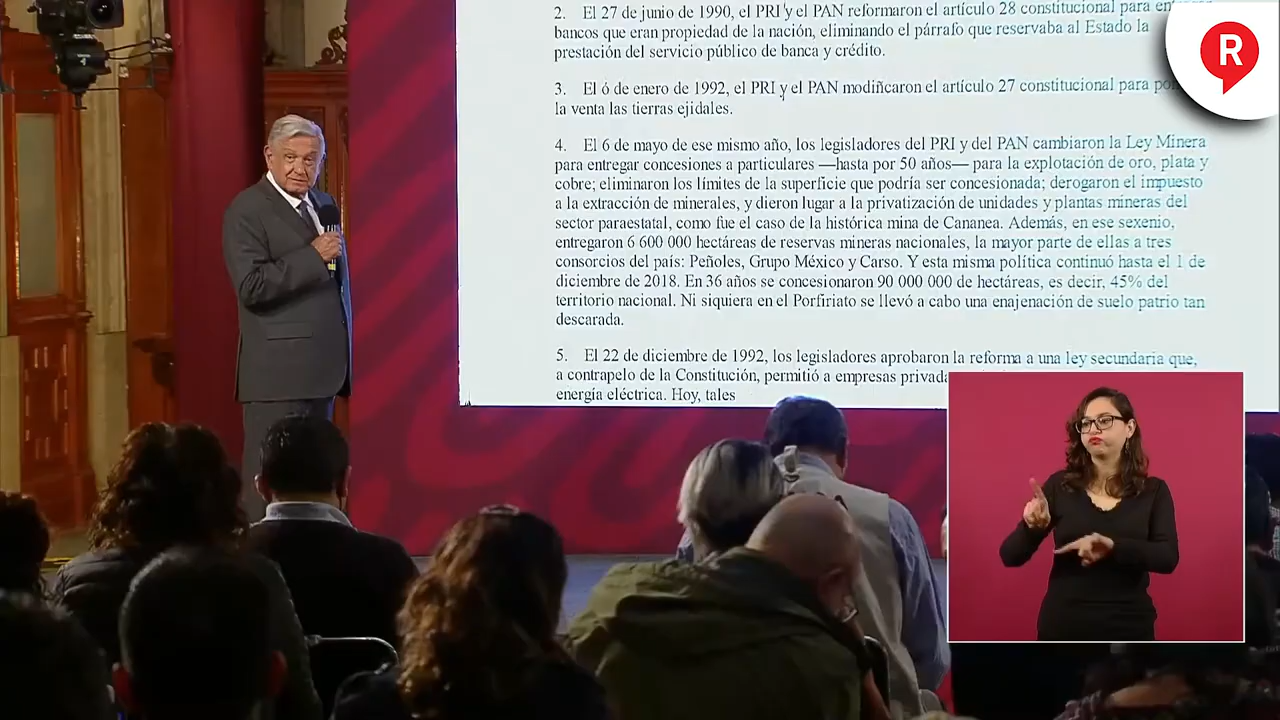 2. El 27 de junio de 1990, el PRI y el PAN reformaron el artículo 28 constitucional para
bancos que eran propiedad de la nación, eliminando el párrafo que reservaba al Estado la
prestación del servicio público de banca y crédito.
3. El 6 de enero de 1992, el PRI y el PAN modificaron el artículo 27 constitucional para
la venta las tierras ejidales.
4. El 6 de mayo de ese mismo año, los legisladores del PRI y del PAN cambiaron la Ley Minera
para entregar concesiones a particulares —hasta por 50 años— para la explotación de oro, plata y
cobre; eliminaron los límites de la superficie que podría ser concesionada; derogaron el impuesto
a la extracción de minerales, y dieron lugar a la privatización de unidades y plantas mineras del
sector paraestatal, como fue el caso de la histórica mina de Cananea. Además, en ese sexenio,
entregaron 6 600 000 hectáreas de reservas mineras nacionales, la mayor parte de ellas a tres
consorcios del país: Peñoles, Grupo México y Carso. Y esta misma política continuó hasta el 1 de
diciembre de 2018. En 36 años se concesionaron 90 000 000 de hectáreas, es decir, 45% del
territorio nacional. Ni siquiera en el Porfiriato se llevó a cabo una enajenación de suelo patrio tan
descarada.
5. El 22 de diciembre de 1992, los legisladores aprobaron la reforma a una ley secundaria que,
a contrapelo de la Constitución, permitió a empresas
energía eléctrica. Hoy, tales
R